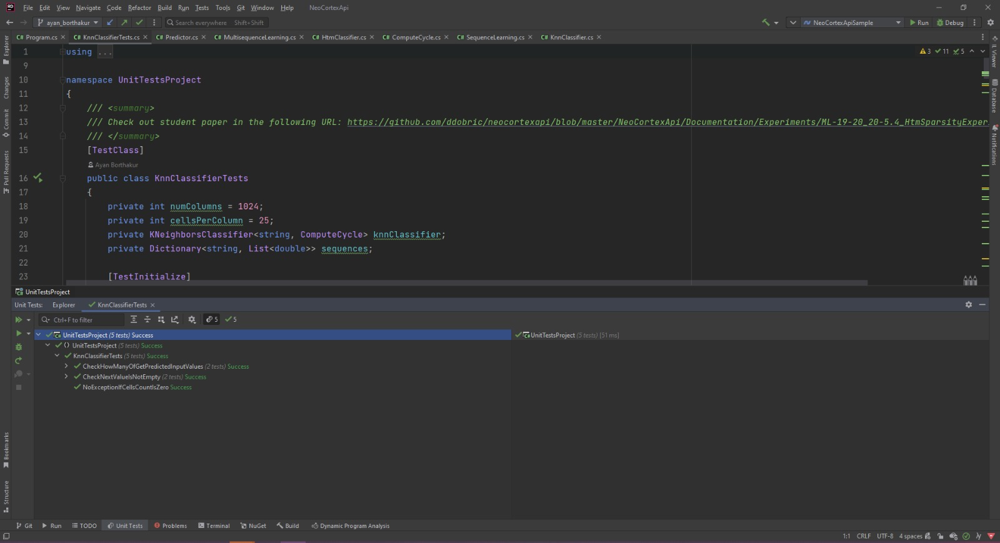 RD File Edit View Navigate Code Refactor Build Run Tests Tools Git Window Help NeoCortexApi
ayan_borthakur Search everywhere Shift+Shift NeoCortexApiSample Run Debug
C# Program.cs C# KnnClassifierTests.cs C# Predictor.cs C# MultisequenceLearning.cs C# HtmClassifier.cs C# ComputeCycle.cs C# SequenceLearning.cs C# KnnClassifier.cs
Explorer
Changes
Commit
Pull Requests
Bookmarks
Structure
1 using ...
3 11 5
9
10 namespace UnitTestsProject
11 {
12 /// <summary>
13 /// Check out student paper in the following URL: https://github.com/ddobric/neocortexapi/blob/master/NeoCortexApi/Documentation/Experiments/ML-19-20_20-5.4_HtmSparsityExper
14 /// </summary>
15 [TestClass]
Ayan Borthakur
16 public class KnnClassifierTests
17 {
18 private int numColumns = 1024;
19 private int cellsPerColumn = 25;
20 private KNeighborsClassifier<string, ComputeCycle> knnClassifier;
21 private Dictionary<string, List<double>> sequences;
22
23 [TestInitialize]
IL Viewer
Database
Notifications
UnitTestsProject
Unit Tests: Explorer KnnClassifierTests
Ctrl+F to filter 5 5
UnitTestsProject (5 tests) Success
UnitTestsProject (5 tests) [51 ms]
() UnitTestsProject (5 tests) Success
KnnClassifierTests (5 tests) Success
CheckHowManyOfGetPredictedInputValues (2 tests) Success
CheckNextValueIsNotEmpty (2 tests) Success
NoExceptionIfCellsCountIsZero Success
Git Run TODO Unit Tests Problems Terminal NuGet Build Dynamic Program Analysis
1:1 CRLF UTF-8 4 spaces